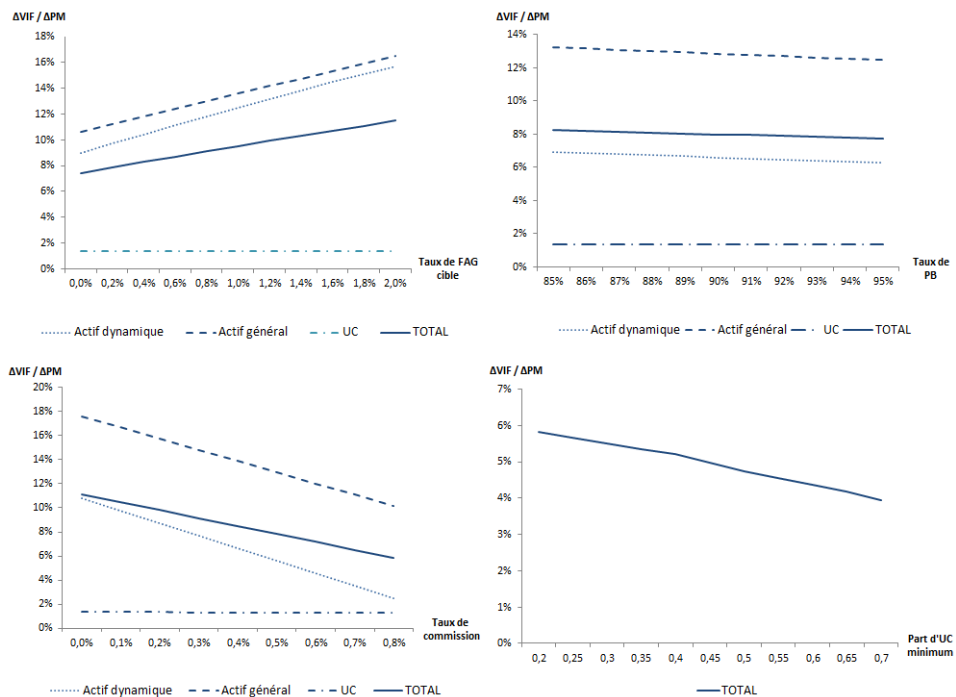 ΔVIF / ΔPM
18%
16%
14%
12%
10%
8%
6%
4%
2%
0%
0,0% 0,2% 0,4% 0,6% 0,8% 1,0% 1,2% 1,4% 1,6% 1,8% 2,0%
Taux de FAG
cible
Actif dynamique Actif général UC TOTAL
ΔVIF / ΔPM
14%
12%
10%
8%
6%
4%
2%
0%
85% 86% 87% 88% 89% 90% 91% 92% 93% 94% 95%
Taux de
PB
Actif dynamique Actif général UC TOTAL
ΔVIF / ΔPM
20%
18%
16%
14%
12%
10%
8%
6%
4%
2%
0%
0,0% 0,1% 0,2% 0,3% 0,4% 0,5% 0,6% 0,7% 0,8%
Taux de
commission
Actif dynamique Actif général UC TOTAL
ΔVIF / ΔPM
7%
6%
5%
4%
3%
2%
1%
0%
0,2 0,25 0,3 0,35 0,4 0,45 0,5 0,55 0,6 0,65 0,7
Part d'UC
minimum
TOTAL